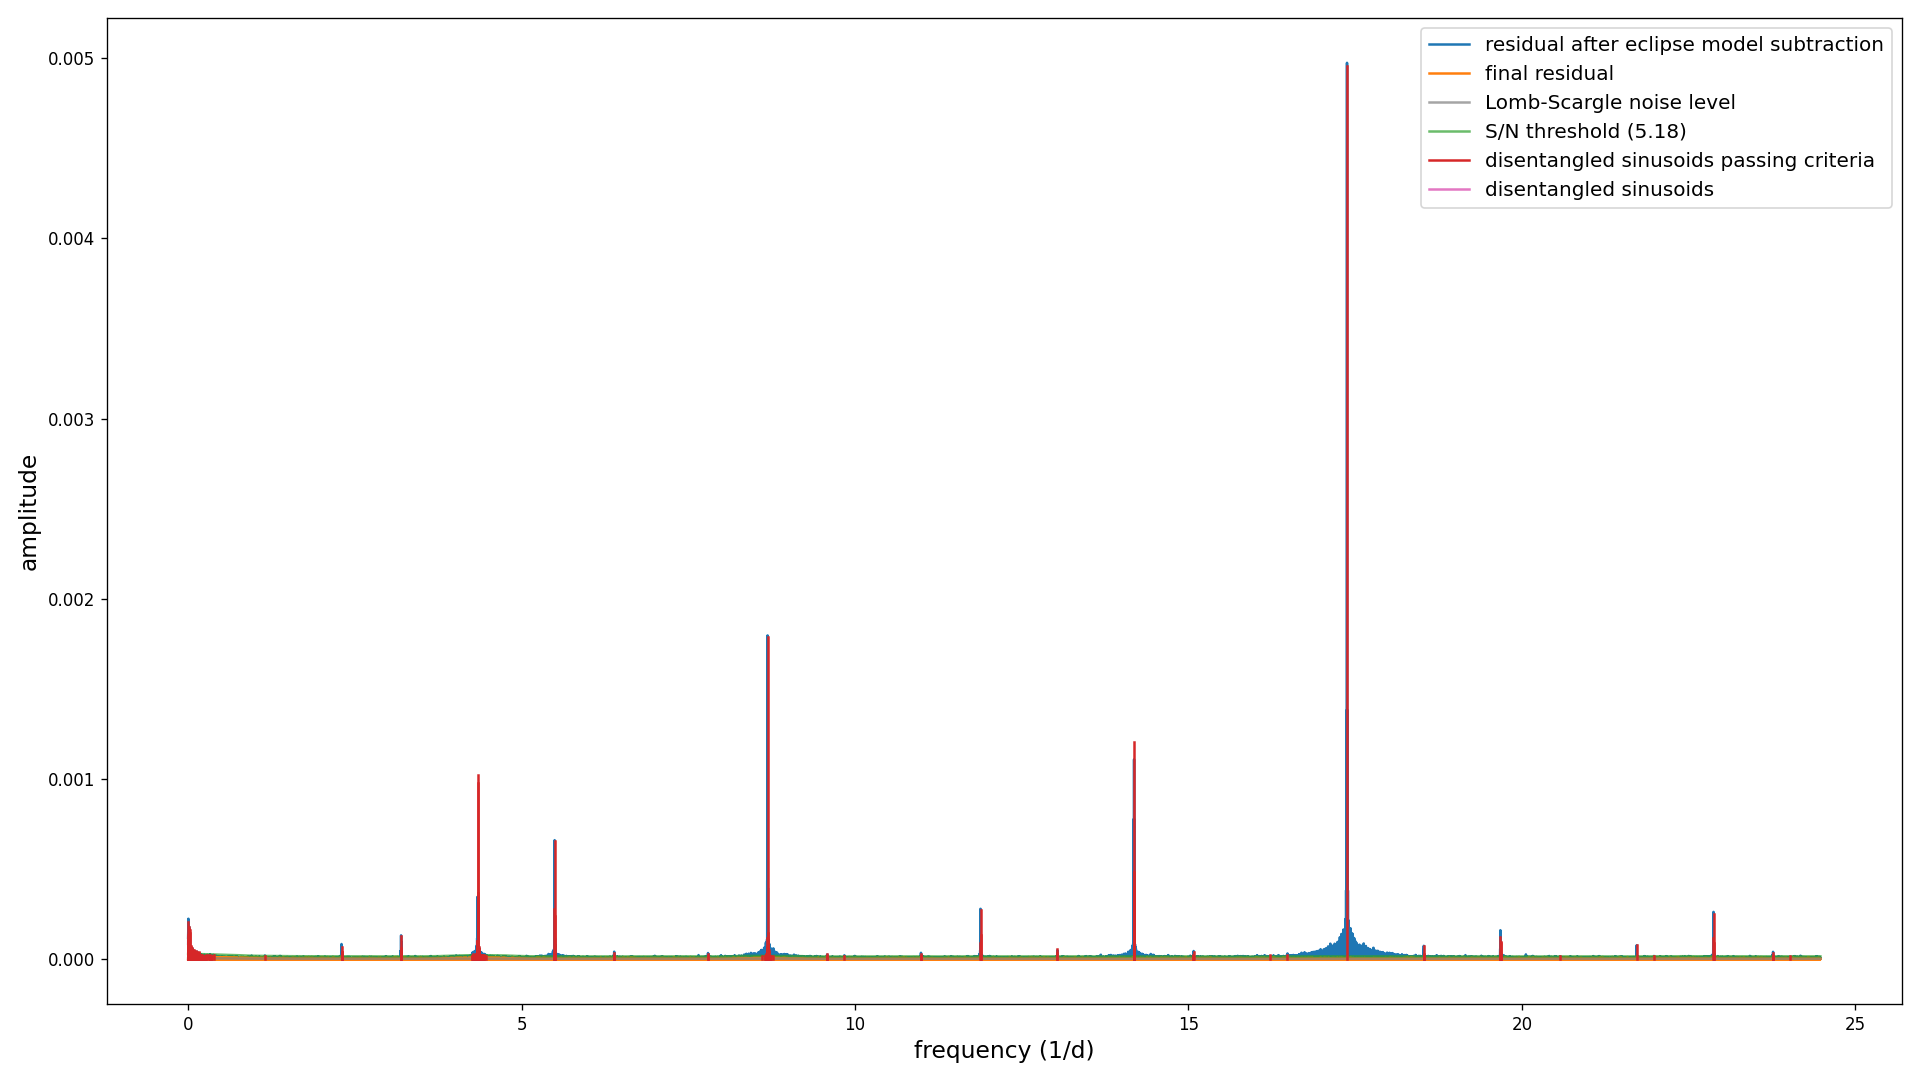 residual after eclipse model subtraction
final residual
Lomb-Scargle noise level
S/N threshold (5.18)
disentangled sinusoids passing criteria
disentangled sinusoids
0.005
0.004
0.003
0.002
0.001
0.000
amplitude
0 5 10 15 20 25
frequency (1/d)